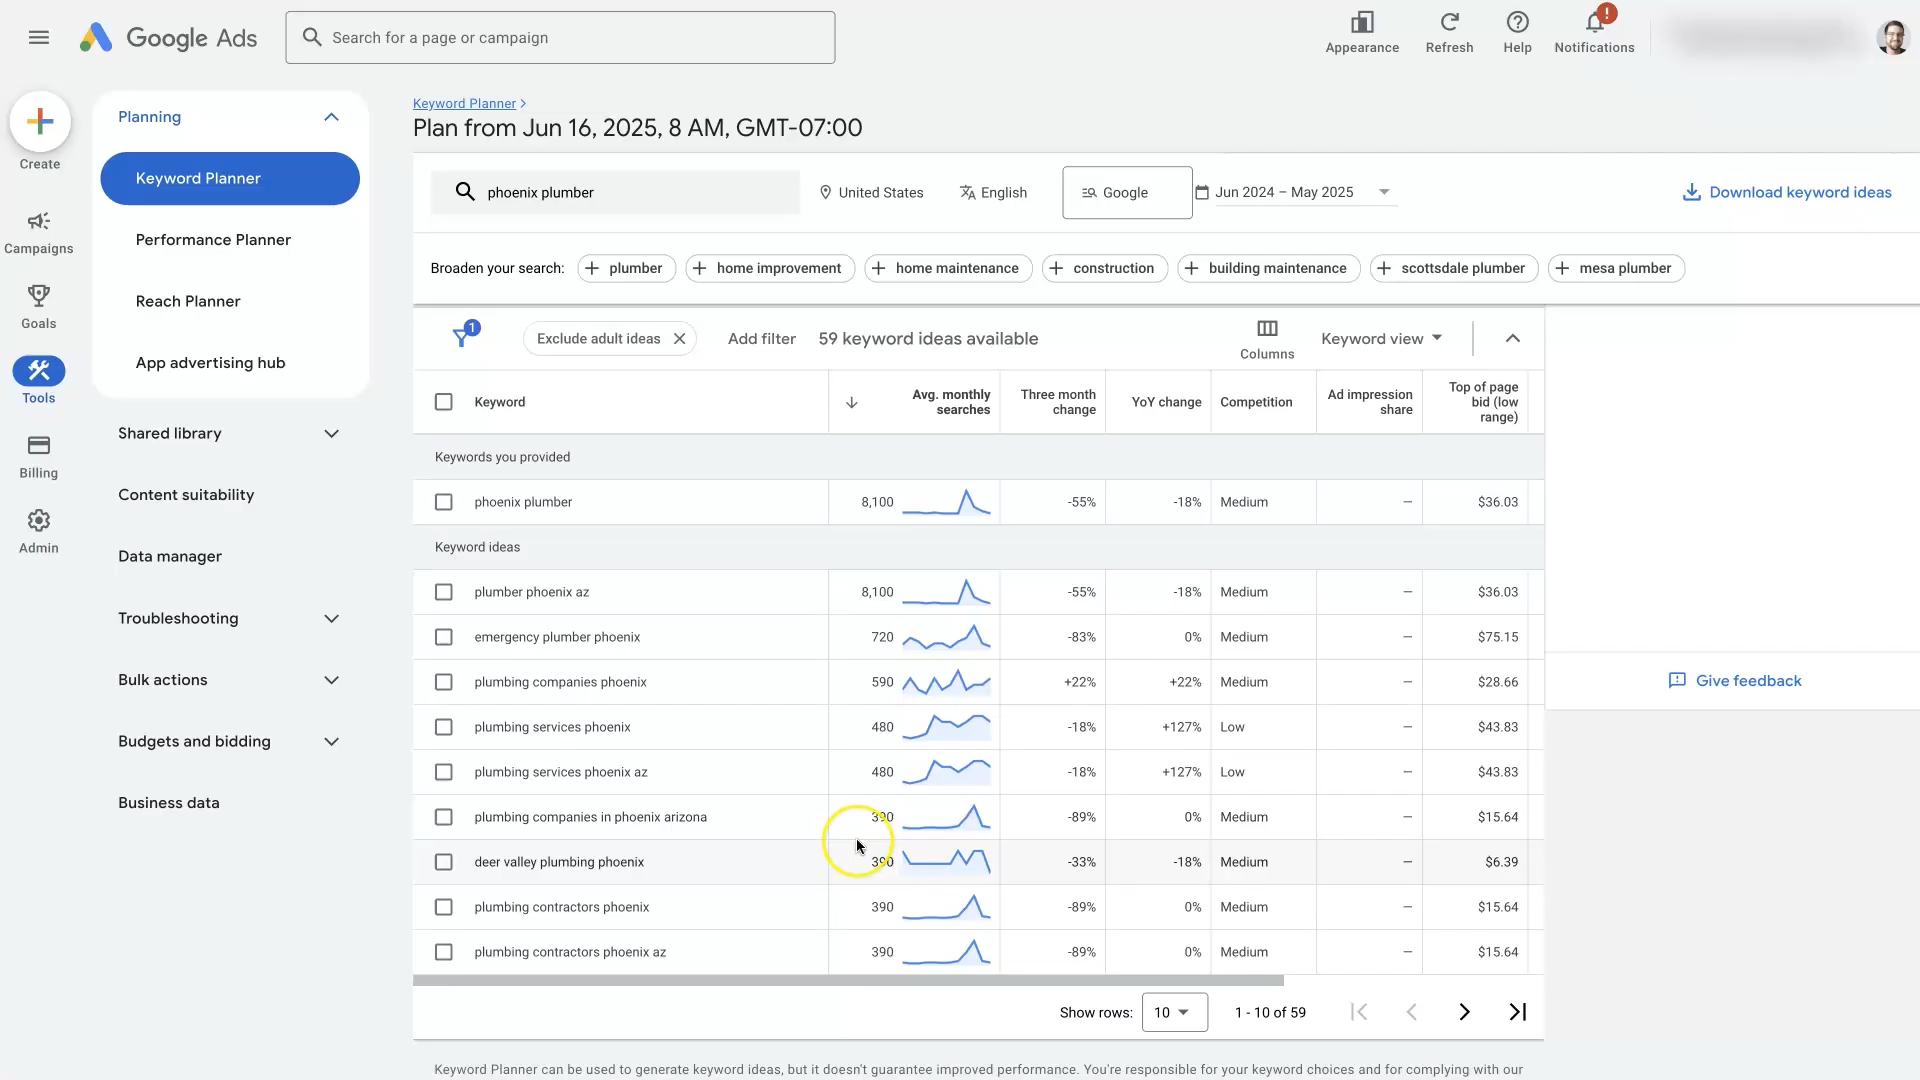 Google Ads
Search for a page or campaign
Appearance
Refresh
Help
!
Notifications
Create
Campaigns
Goals
Tools
Billing
Admin
Planning
Keyword Planner
Performance Planner
Reach Planner
App advertising hub
Shared library
Content suitability
Data manager
Troubleshooting
Bulk actions
Budgets and bidding
Business data
Keyword Planner >
Plan from Jun 16, 2025, 8 AM, GMT-07:00
phoenix plumber
United States
English
Google
Jun 2024 – May 2025
Download keyword ideas
Broaden your search:
+ plumber
+ home improvement
+ home maintenance
+ construction
+ building maintenance
+ scottsdale plumber
+ mesa plumber
1
Exclude adult ideas
Add filter
59 keyword ideas available
Columns
Keyword view
Keyword
Avg. monthly searches
Three month change
YoY change
Competition
Ad impression share
Top of page bid (low range)
Keywords you provided
phoenix plumber 8,100 -55% -18% Medium – $36.03
Keyword ideas
plumber phoenix az 8,100 -55% -18% Medium – $36.03
emergency plumber phoenix 720 -83% 0% Medium – $75.15
plumbing companies phoenix 590 +22% +22% Medium – $28.66
plumbing services phoenix 480 -18% +127% Low – $43.83
plumbing services phoenix az 480 -18% +127% Low – $43.83
plumbing companies in phoenix arizona 390 -89% 0% Medium – $15.64
deer valley plumbing phoenix 390 -33% -18% Medium – $6.39
plumbing contractors phoenix 390 -89% 0% Medium – $15.64
plumbing contractors phoenix az 390 -89% 0% Medium – $15.64
Show rows: 10
1 - 10 of 59
Give feedback
Keyword Planner can be used to generate keyword ideas, but it doesn't guarantee improved performance. You're responsible for your keyword choices and for complying with our